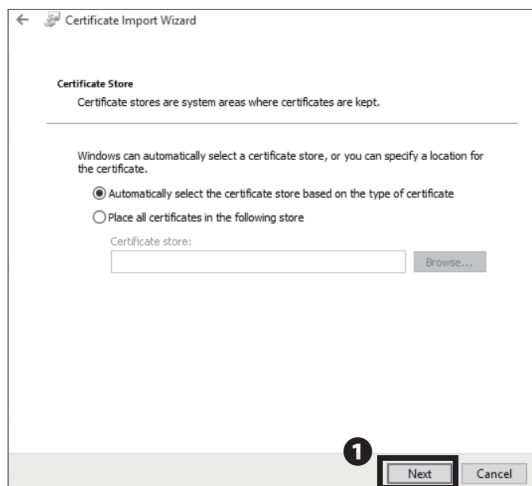 Certificate Import Wizard
Certificate Store
Certificate stores are system areas where certificates are kept.
Windows can automatically select a certificate store, or you can specify a location for
the certificate.
Automatically select the certificate store based on the type of certificate
Place all certificates in the following store
Certificate store:
Browse...
1
Next Cancel